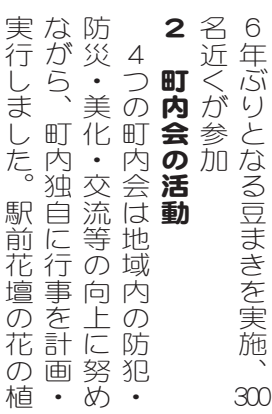 6年ぶりとなる豆まきを実施、300
名近くが参加
2 町内会の活動
4つの町内会は地域内の防犯・
防災・美化・交流等の向上に努め
ながら、町内独自に行事を計画・
実行しました。駅前花壇の花の植